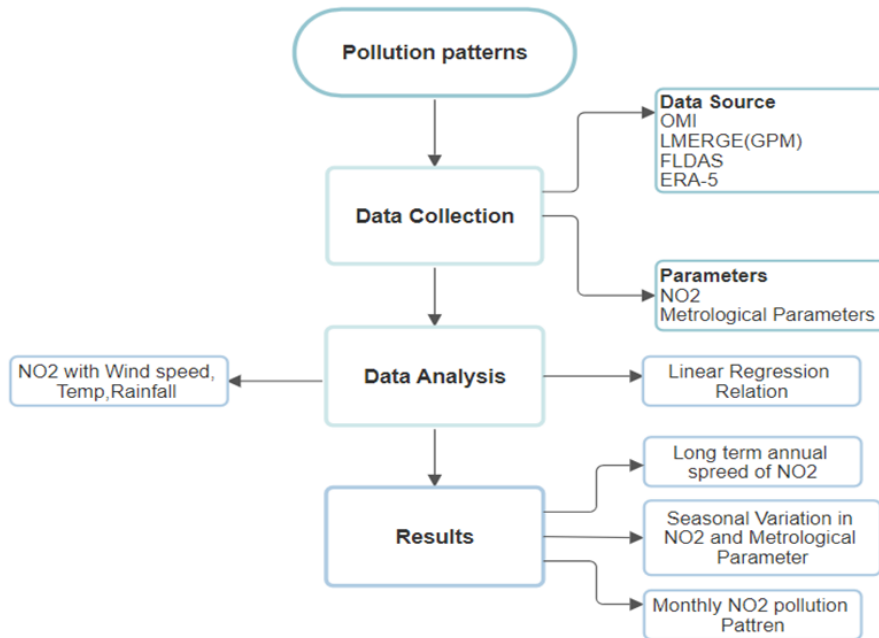 Pollution patterns
Data Source
OMI
LMERGE(GPM)
FLDAS
ERA-5
Data Collection
Parameters
NO2
Metrological Parameters
NO2 with Wind speed,
Temp,Rainfall
Data Analysis
Linear Regression
Relation
Long term annual
spreed of NO2
Results
Seasonal Variation in
NO2 and Metrological
Parameter
Monthly NO2 pollution
Pattren